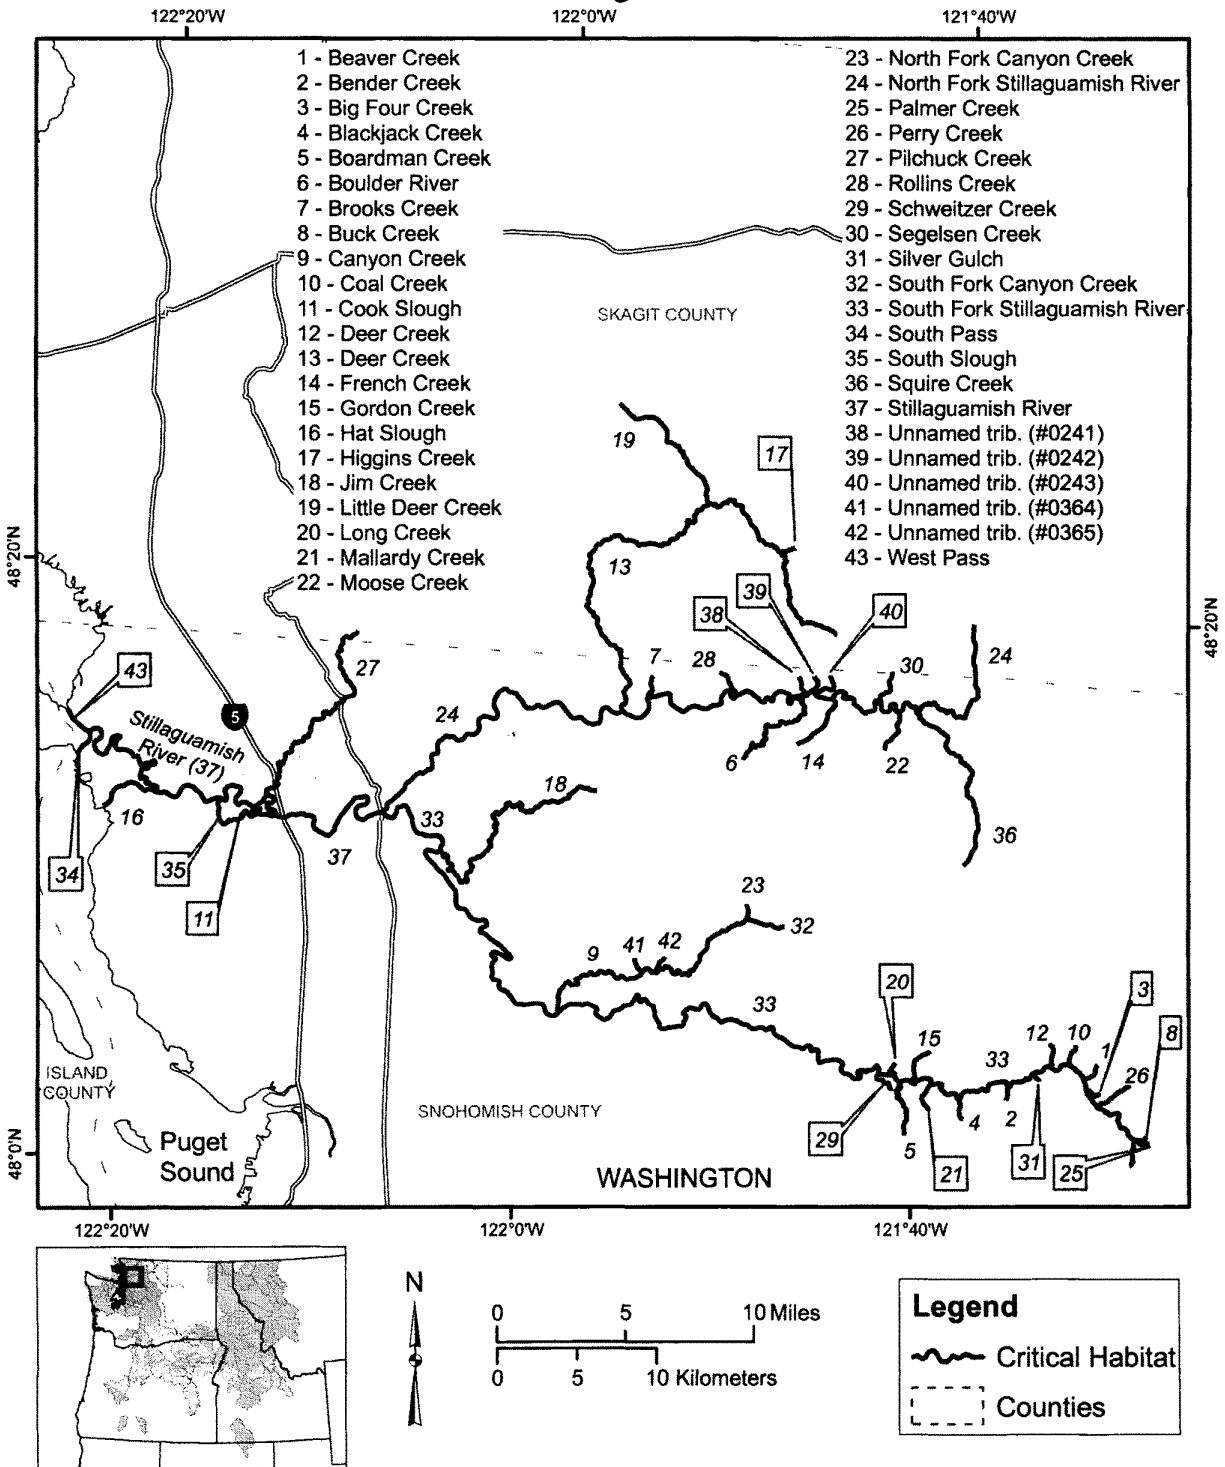 122°20'W
122°0'W
121°40'W
1 - Beaver Creek
2 - Bender Creek
3 - Big Four Creek
4 - Blackjack Creek
5 - Boardman Creek
6 - Boulder River
7 - Brooks Creek
8 - Buck Creek
9 - Canyon Creek
10 - Coal Creek
11 - Cook Slough
12 - Deer Creek
13 - Deer Creek
14 - French Creek
15 - Gordon Creek
16 - Hat Slough
17 - Higgins Creek
18 - Jim Creek
19 - Little Deer Creek
20 - Long Creek
21 - Mallardy Creek
22 - Moose Creek
23 - North Fork Canyon Creek
24 - North Fork Stillaguamish River
25 - Palmer Creek
26 - Perry Creek
27 - Pilchuck Creek
28 - Rollins Creek
29 - Schweitzer Creek
30 - Segelsen Creek
31 - Silver Gulch
32 - South Fork Canyon Creek
33 - South Fork Stillaguamish River
34 - South Pass
35 - South Slough
36 - Squire Creek
37 - Stillaguamish River
38 - Unnamed trib. (#0241)
39 - Unnamed trib. (#0242)
40 - Unnamed trib. (#0243)
41 - Unnamed trib. (#0364)
42 - Unnamed trib. (#0365)
43 - West Pass
SKAGIT COUNTY
19
17
13
48°20'N
48°20'N
39
38
40
7
28
30
24
43
27
5
Stillaguamish
River (37)
24
6
14
22
18
16
33
37
36
34
35
11
23
32
9
41
42
33
20
3
8
15
33
12
10
1
26
ISLAND
COUNTY
SNOHOMISH COUNTY
29
5
21
4
2
31
25
Puget
Sound
WASHINGTON
48°0'N
122°20'W
122°0'W
121°40'W
N
0
5
10 Miles
0
5
10 Kilometers
Legend
Critical Habitat
Counties